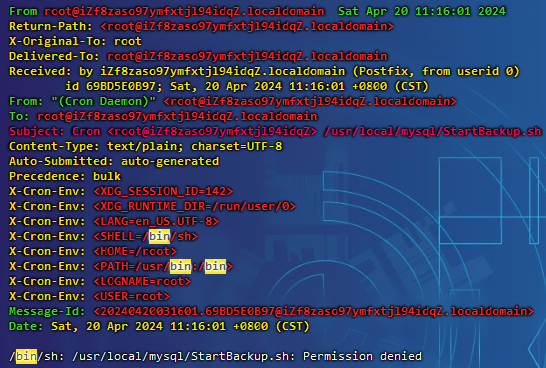 From root@iZf8zaso97ymfxtjl94idqZ.localdomain  Sat Apr 20 11:16:01 2024
Return-Path: <root@iZf8zaso97ymfxtjl94idqZ.localdomain>
X-Original-To: root
Delivered-To: root@iZf8zaso97ymfxtjl94idqZ.localdomain
Received: by iZf8zaso97ymfxtjl94idqZ.localdomain (Postfix, from userid 0)
        id 69BD5E0B97; Sat, 20 Apr 2024 11:16:01 +0800 (CST)
From: "(Cron Daemon)" <root@iZf8zaso97ymfxtjl94idqZ.localdomain>
To: root@iZf8zaso97ymfxtjl94idqZ.localdomain
Subject: Cron <root@iZf8zaso97ymfxtjl94idqZ> /usr/local/mysql/StartBackup.sh
Content-Type: text/plain; charset=UTF-8
Auto-Submitted: auto-generated
Precedence: bulk
X-Cron-Env: <XDG_SESSION_ID=142>
X-Cron-Env: <XDG_RUNTIME_DIR=/run/user/0>
X-Cron-Env: <LANG=en_US.UTF-8>
X-Cron-Env: <SHELL=/bin/sh>
X-Cron-Env: <HOME=/root>
X-Cron-Env: <PATH=/usr/bin:/bin>
X-Cron-Env: <LOGNAME=root>
X-Cron-Env: <USER=root>
Message-Id: <20240420031601.69BD5E0B97@iZf8zaso97ymfxtjl94idqZ.localdomain>
Date: Sat, 20 Apr 2024 11:16:01 +0800 (CST)

/bin/sh: /usr/local/mysql/StartBackup.sh: Permission denied